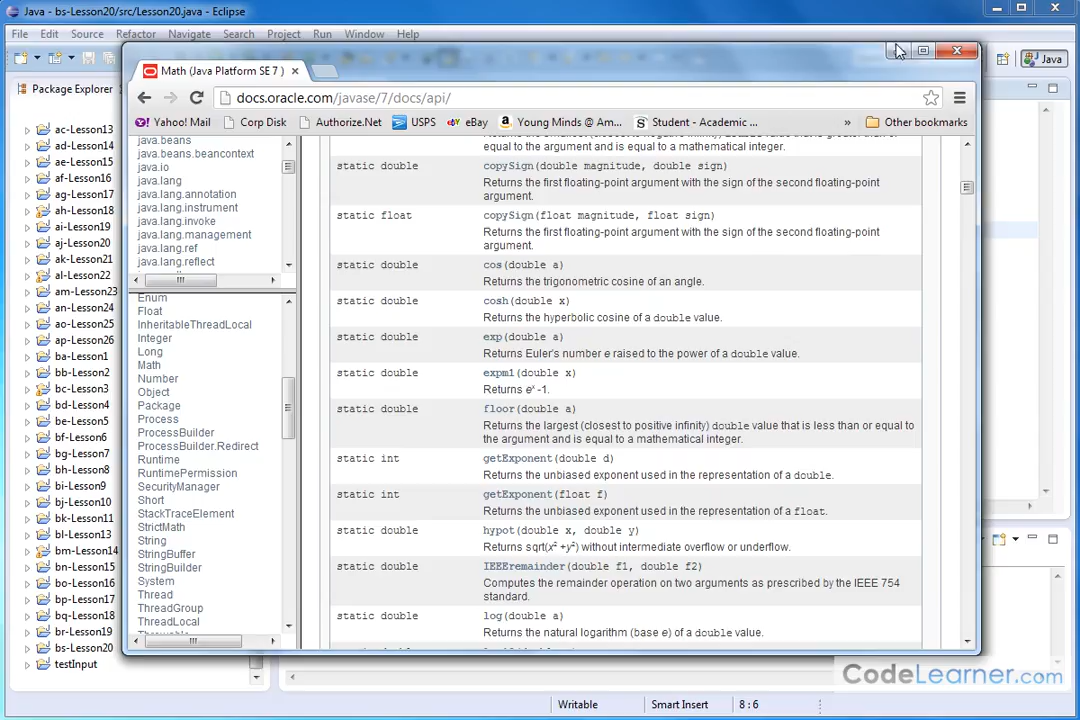 Java - bs-Lesson20/src/Lesson20.java - Eclipse
File Edit Source Refactor Navigate Search Project Run Window Help
Java
Package Explorer
ac-Lesson13
ad-Lesson14
ae-Lesson15
af-Lesson16
ag-Lesson17
ah-Lesson18
ai-Lesson19
aj-Lesson20
ak-Lesson21
al-Lesson22
am-Lesson23
an-Lesson24
ao-Lesson25
ap-Lesson26
ba-Lesson1
bb-Lesson2
bc-Lesson3
bd-Lesson4
be-Lesson5
bf-Lesson6
bg-Lesson7
bh-Lesson8
bi-Lesson9
bj-Lesson10
bk-Lesson11
bl-Lesson13
bm-Lesson14
bn-Lesson15
bo-Lesson16
bp-Lesson17
bq-Lesson18
br-Lesson19
bs-Lesson20
testInput
Math (Java Platform SE 7 )
docs.oracle.com/javase/7/docs/api/
Yahoo! Mail Corp Disk Authorize.Net USPS eBay Young Minds @ Am... Student - Academic ... » Other bookmarks
java.beans
java.beans.beancontext
java.io
java.lang
java.lang.annotation
java.lang.instrument
java.lang.invoke
java.lang.management
java.lang.ref
java.lang.reflect
Enum
Float
InheritableThreadLocal
Integer
Long
Math
Number
Object
Package
Process
ProcessBuilder
ProcessBuilder.Redirect
Runtime
RuntimePermission
SecurityManager
Short
StackTraceElement
StrictMath
String
StringBuffer
StringBuilder
System
Thread
ThreadGroup
ThreadLocal
equal to the argument and is equal to a mathematical integer.
static double copySign(double magnitude, double sign)
Returns the first floating-point argument with the sign of the second floating-point
argument.
static float copySign(float magnitude, float sign)
Returns the first floating-point argument with the sign of the second floating-point
argument.
static double cos(double a)
Returns the trigonometric cosine of an angle.
static double cosh(double x)
Returns the hyperbolic cosine of a double value.
static double exp(double a)
Returns Euler's number e raised to the power of a double value.
static double expm1(double x)
Returns eˣ -1.
static double floor(double a)
Returns the largest (closest to positive infinity) double value that is less than or equal to
the argument and is equal to a mathematical integer.
static int getExponent(double d)
Returns the unbiased exponent used in the representation of a double.
static int getExponent(float f)
Returns the unbiased exponent used in the representation of a float.
static double hypot(double x, double y)
Returns sqrt(x² +y²) without intermediate overflow or underflow.
static double IEEEremainder(double f1, double f2)
Computes the remainder operation on two arguments as prescribed by the IEEE 754
standard.
static double log(double a)
Returns the natural logarithm (base e) of a double value.
CodeLearner.com
Writable Smart Insert 8 : 6